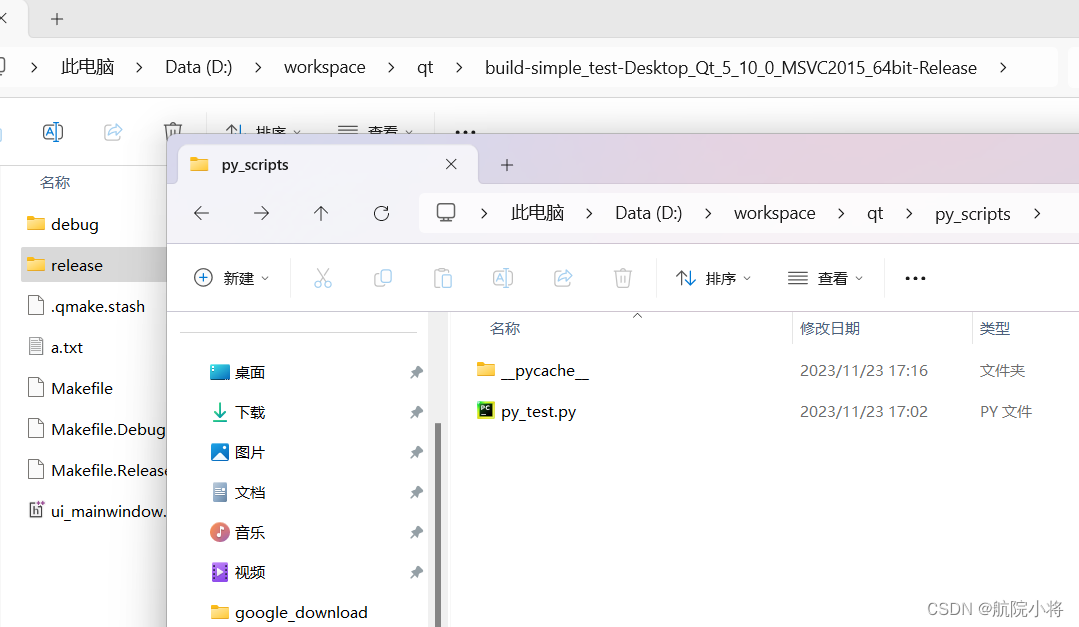 此电脑 > Data (D:) > workspace > qt > build-simple_test-Desktop_Qt_5_10_0_MSVC2015_64bit-Release >
排序 查看
名称
debug
release
.qmake.stash
a.txt
Makefile
Makefile.Debug
Makefile.Release
ui_mainwindow.
py_scripts
此电脑 > Data (D:) > workspace > qt > py_scripts >
新建 排序 查看
桌面
下载
图片
文档
音乐
视频
google_download
名称 修改日期 类型
__pycache__ 2023/11/23 17:16 文件夹
py_test.py 2023/11/23 17:02 PY 文件
CSDN @航院小将